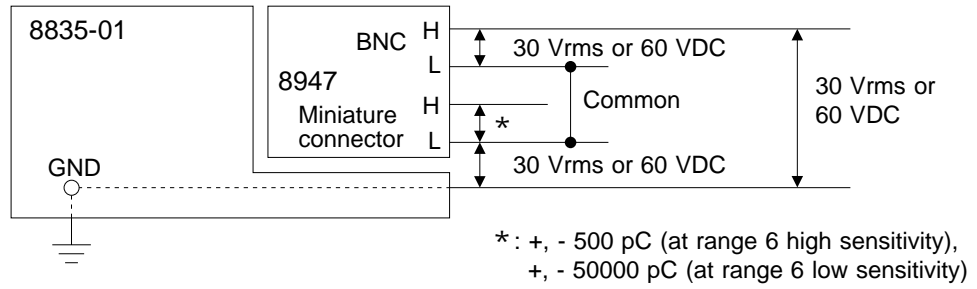 8835-01
BNC
H
L
30 Vrms or 60 VDC
8947
Miniature
connector
H
L
*
Common
30 Vrms or
60 VDC
30 Vrms or 60 VDC
GND
* : +, - 500 pC (at range 6 high sensitivity),
+, - 50000 pC (at range 6 low sensitivity)